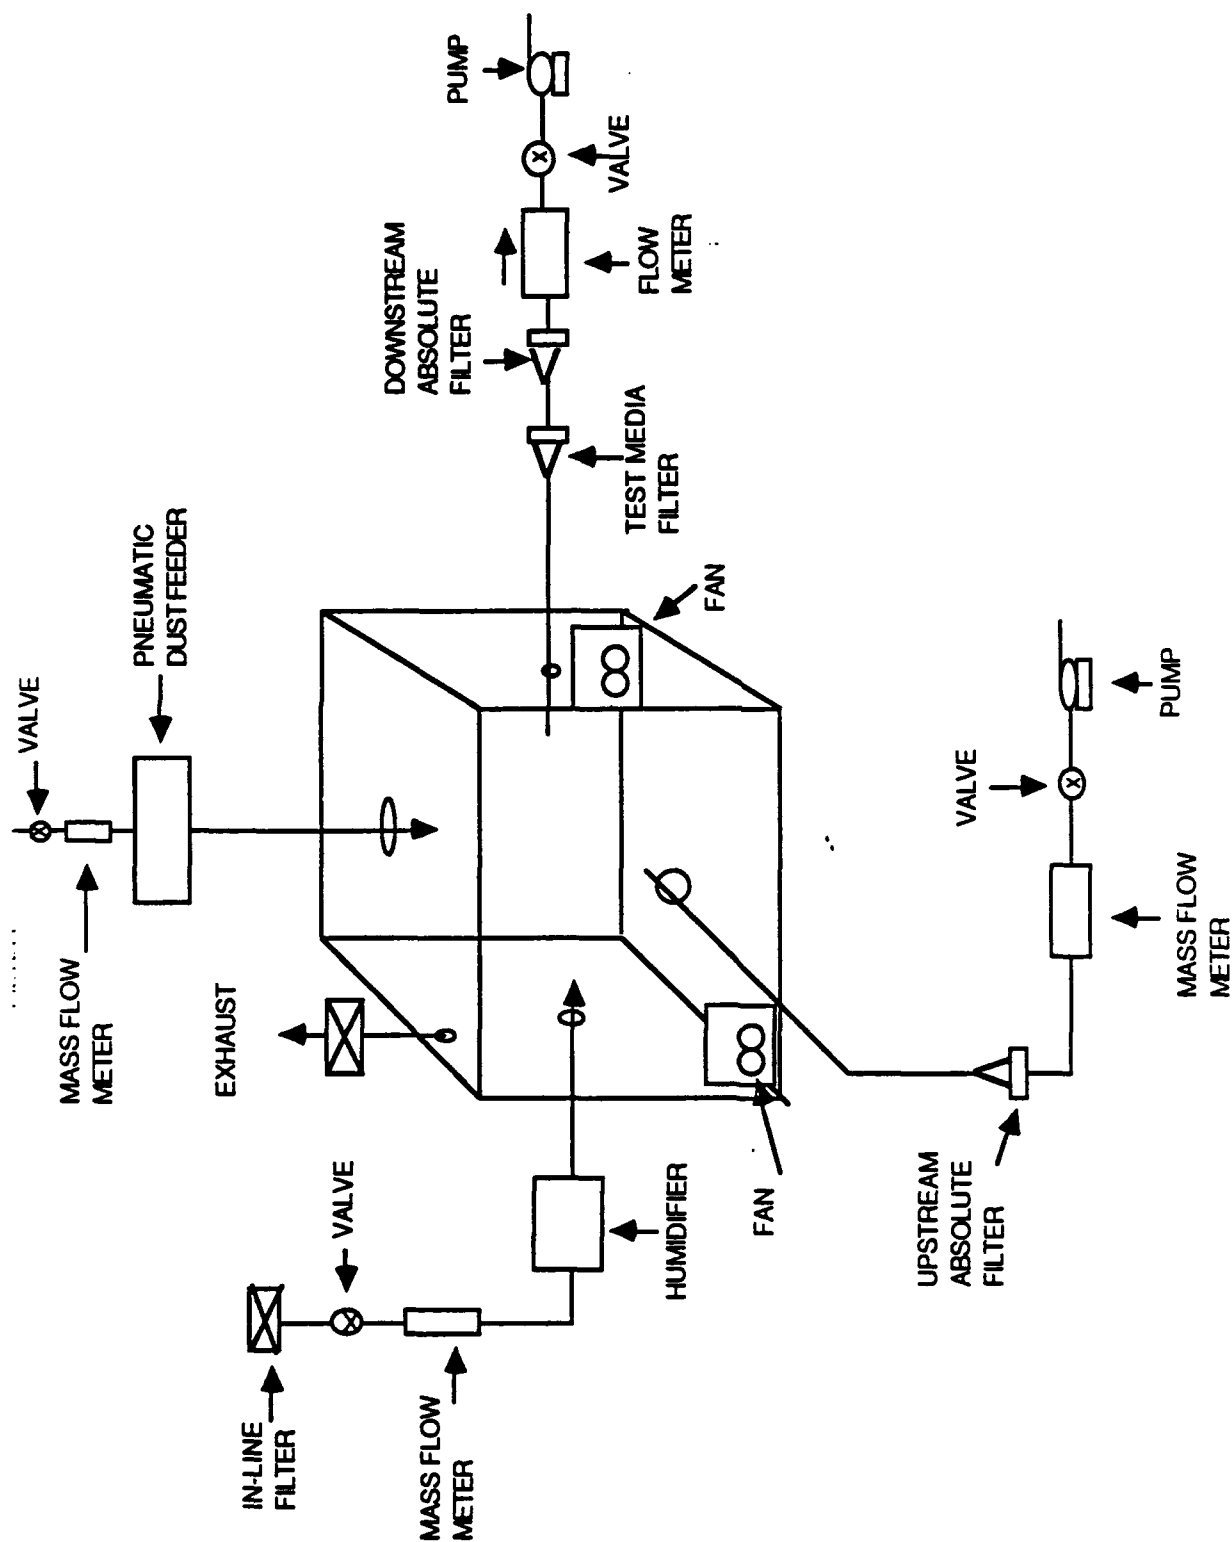 IN-LINE
FILTER
VALVE
MASS FLOW
METER
HUMIDIFIER
EXHAUST
MASS FLOW
METER
VALVE
PNEUMATIC
DUST FEEDER
FAN
FAN
TEST MEDIA
FILTER
DOWNSTREAM
ABSOLUTE
FILTER
FLOW
METER
VALVE
PUMP
UPSTREAM
ABSOLUTE
FILTER
MASS FLOW
METER
VALVE
PUMP